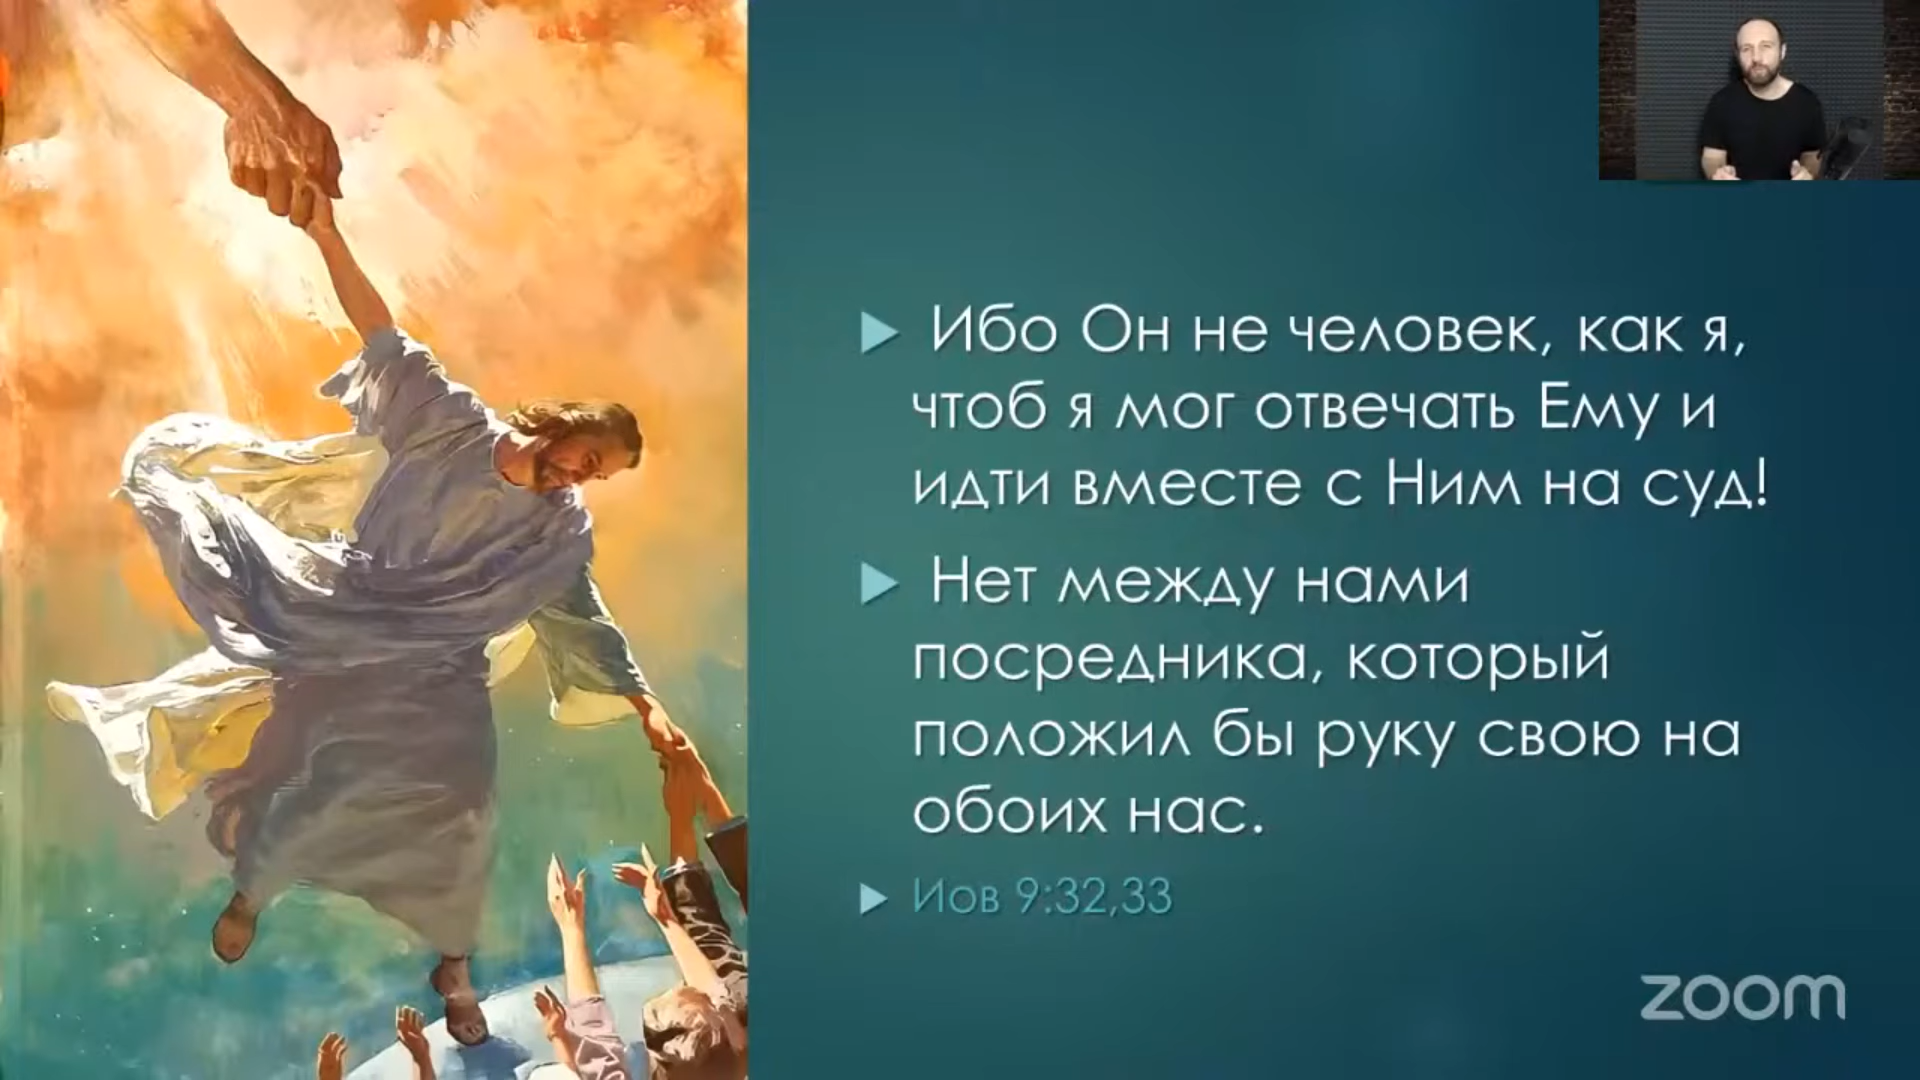 Ибо Он не человек, как я,
чтоб я мог отвечать Ему и
идти вместе с Ним на суд!
Нет между нами
посредника, который
положил бы руку свою на
обоих нас.
Иов 9:32,33
zoom